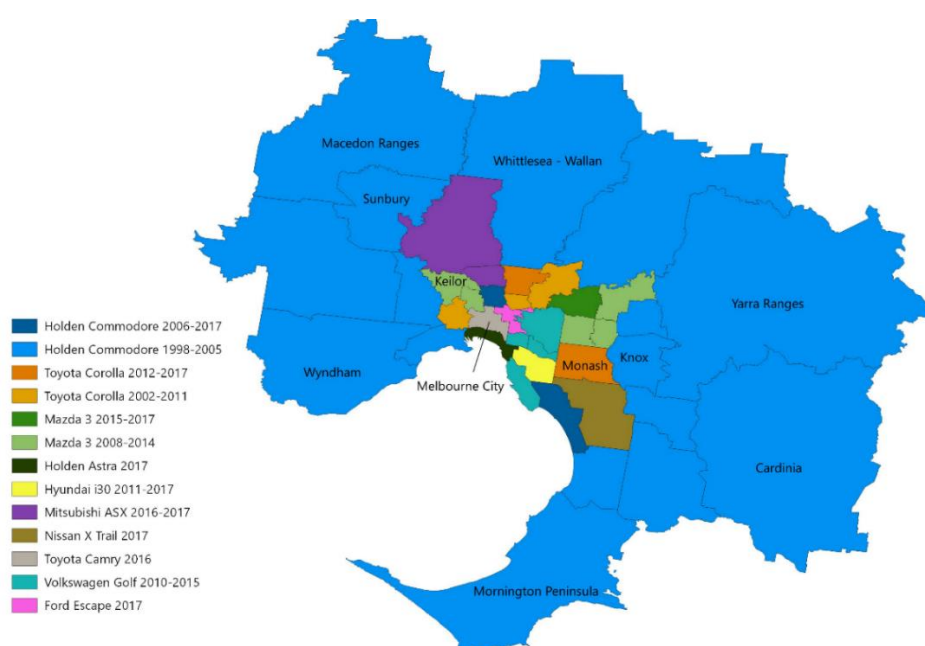 Macedon Ranges
Whittlesea - Wallan
Sunbury
Keilor
Yarra Ranges
Wyndham
Melbourne City
Monash
Knox
Cardinia
Mornington Peninsula
Holden Commodore 2006-2017
Holden Commodore 1998-2005
Toyota Corolla 2012-2017
Toyota Corolla 2002-2011
Mazda 3 2015-2017
Mazda 3 2008-2014
Holden Astra 2017
Hyundai i30 2011-2017
Mitsubishi ASX 2016-2017
Nissan X Trail 2017
Toyota Camry 2016
Volkswagen Golf 2010-2015
Ford Escape 2017